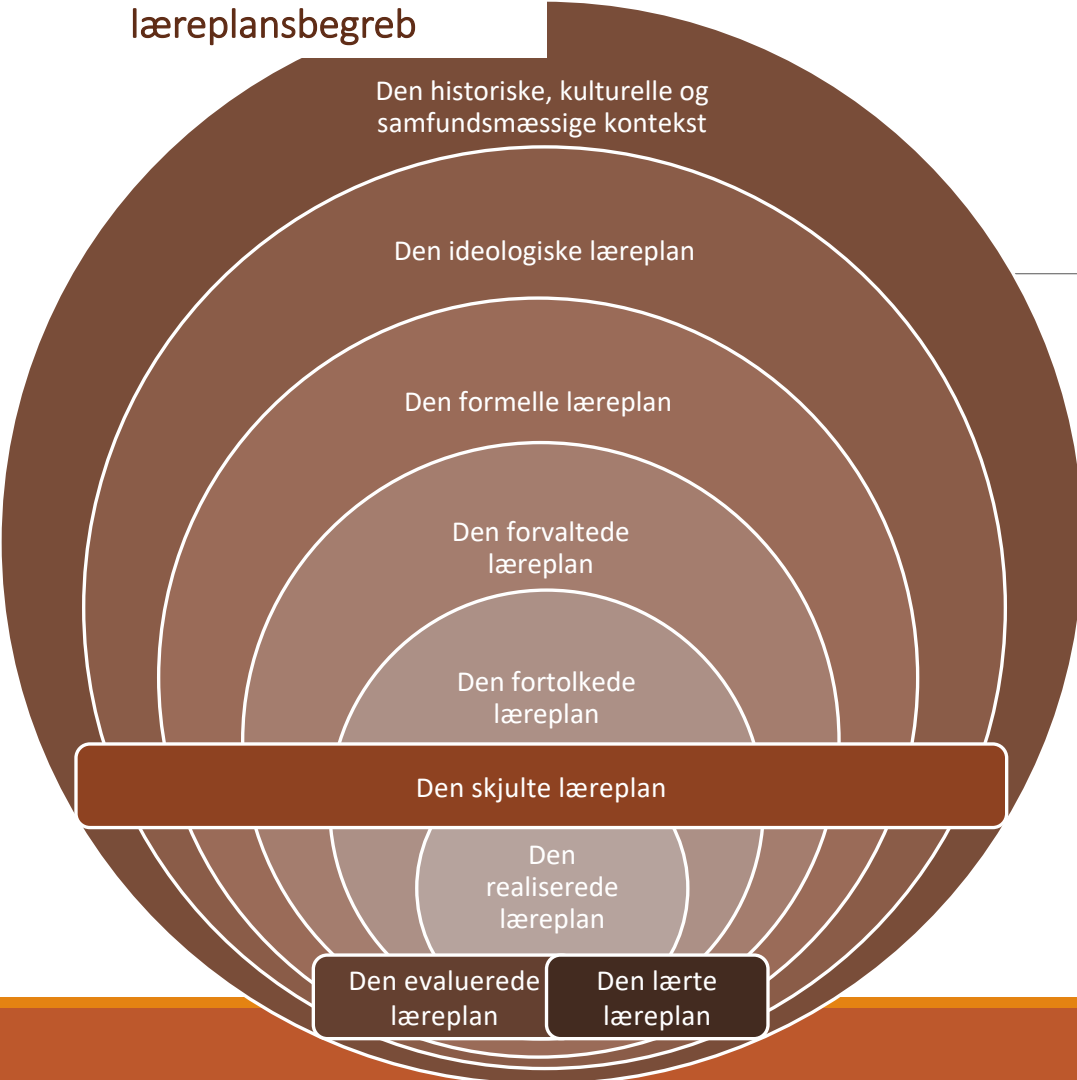 læreplansbegreb
Den historiske, kulturelle og
samfundsmæssige kontekst
Den ideologiske læreplan
Den formelle læreplan
Den forvaltede
læreplan
Den fortolkede
læreplan
Den skjulte læreplan
Den
realiserede
læreplan
Den evaluerede
læreplan
Den lærte
læreplan